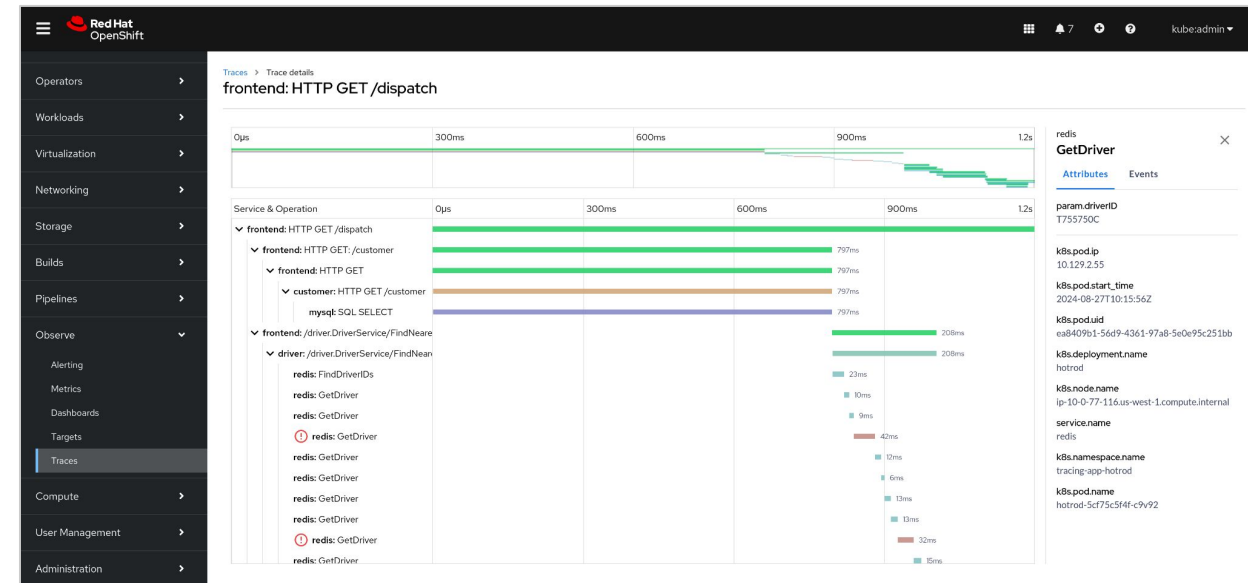 Red Hat
OpenShift
7
kube:admin
Operators
Workloads
Virtualization
Networking
Storage
Builds
Pipelines
Observe
Alerting
Metrics
Dashboards
Targets
Traces
Compute
User Management
Administration
Traces > Trace details
frontend: HTTP GET /dispatch
0μs 300ms 600ms 900ms 1.2s
Service & Operation 0μs 300ms 600ms 900ms 1.2s
frontend: HTTP GET /dispatch
frontend: HTTP GET: /customer 797ms
frontend: HTTP GET 797ms
customer: HTTP GET /customer 797ms
mysql: SQL SELECT 797ms
frontend: /driver.DriverService/FindNeare 208ms
driver: /driver.DriverService/FindNear 208ms
redis: FindDriverIDs 23ms
redis: GetDriver 10ms
redis: GetDriver 9ms
redis: GetDriver 42ms
redis: GetDriver 12ms
redis: GetDriver 6ms
redis: GetDriver 13ms
redis: GetDriver 13ms
redis: GetDriver 32ms
redis: GetDriver 15ms
redis
GetDriver
Attributes Events
param.driverID
T755750C
k8s.pod.ip
10.129.2.55
k8s.pod.start_time
2024-08-27T10:15:56Z
k8s.pod.uid
ea8409b1-56d9-4361-97a8-5e0e95c251bb
k8s.deployment.name
hotrod
k8s.node.name
ip-10-0-77-116.us-west-1.compute.internal
service.name
redis
k8s.namespace.name
tracing-app-hotrod
k8s.pod.name
hotrod-5cf75c5f4f-c9v92